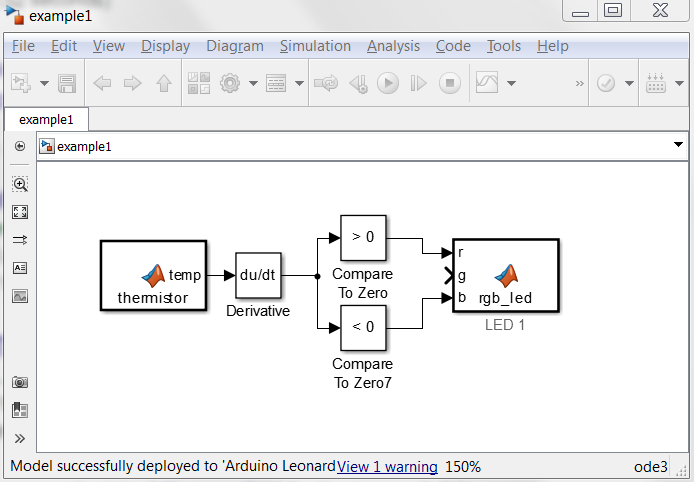 example1
File Edit View Display Diagram Simulation Analysis Code Tools Help
»
example1
example1
> 0
Compare
To Zero
temp
thermistor
du/dt
Derivative
r
g
b
rgb_led
LED 1
< 0
Compare
To Zero7
»
Model successfully deployed to 'Arduino Leonard View 1 warning 150% ode3